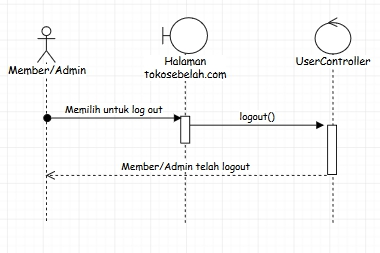 Member/Admin
Halaman
tokosebelah.com
UserController
Memilih untuk log out
logout()
Member/Admin telah logout